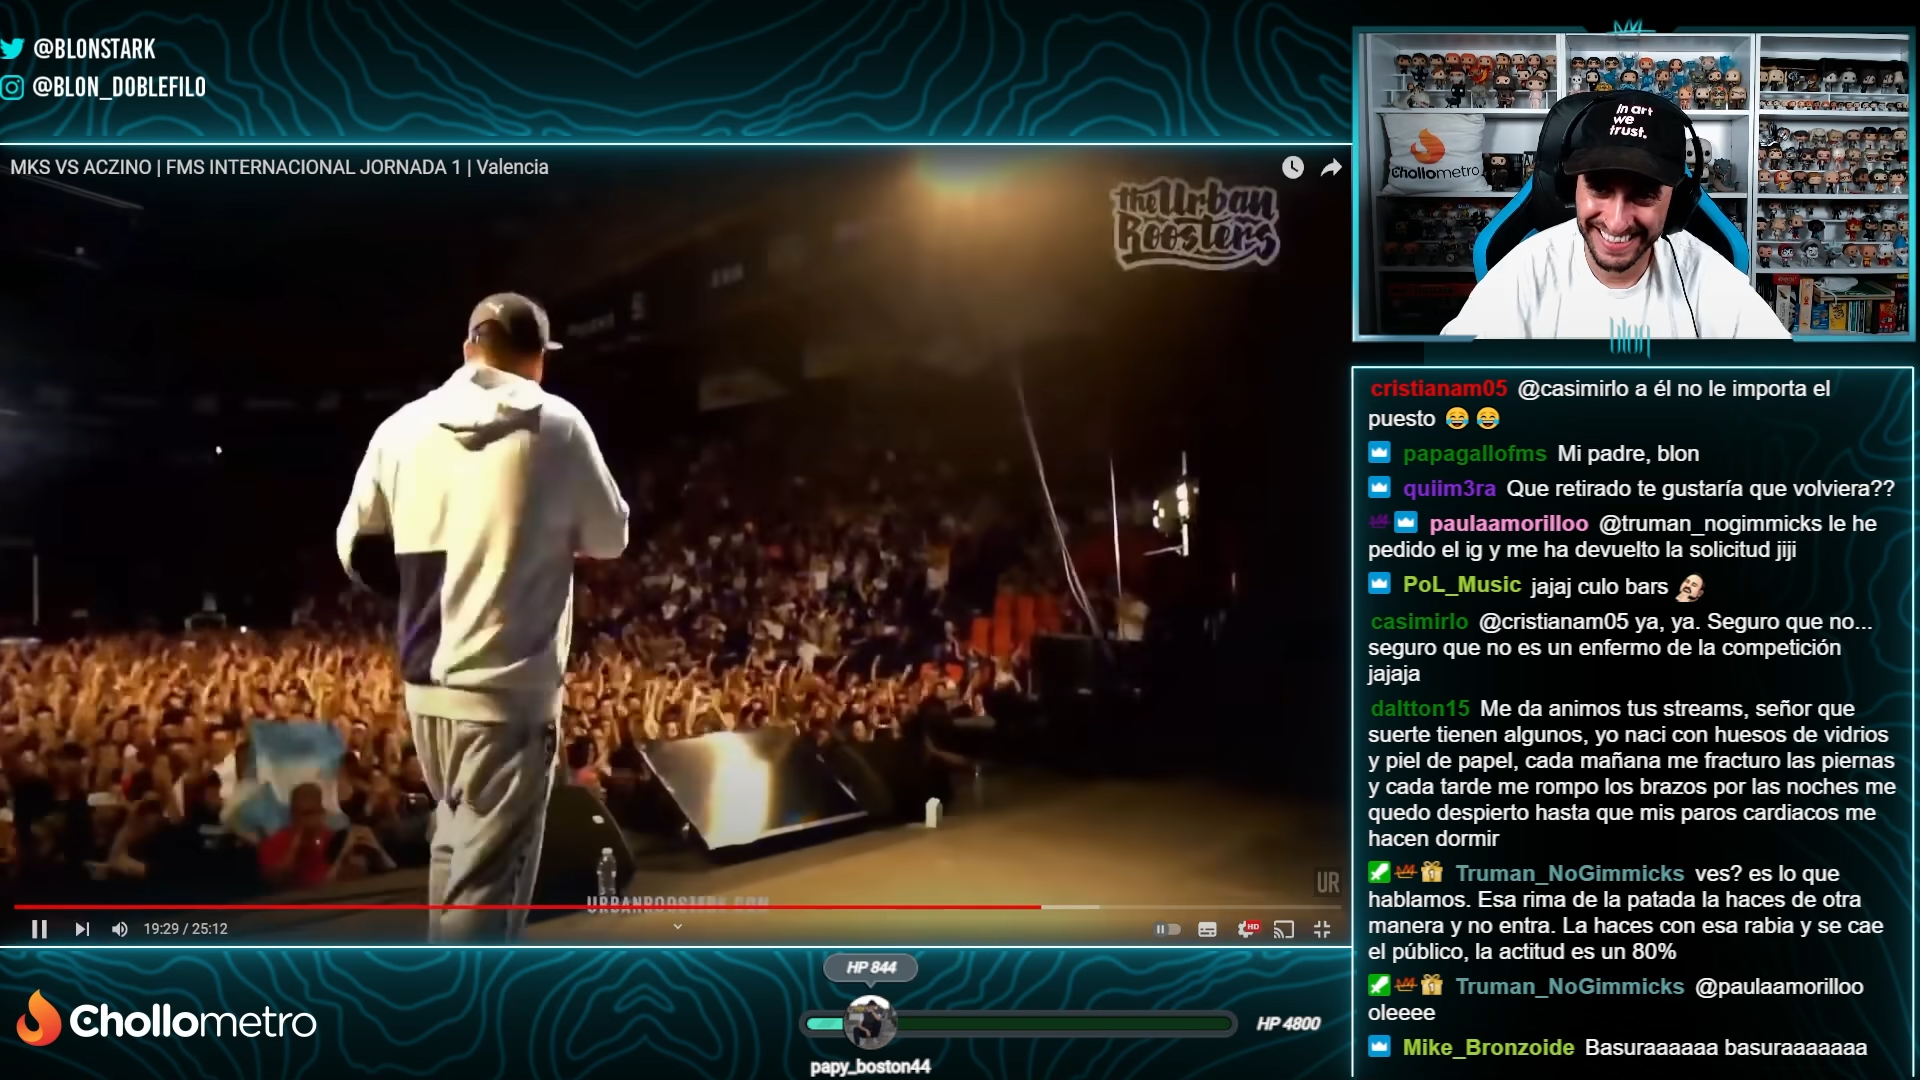 @BLONSTARK
@BLON_DOBLEFILO
MKS VS ACZINO | FMS INTERNACIONAL JORNADA 1 | Valencia
the Urban
Roosters
In art
we
trust.
Chollometro
blon
cristianam05 @casimirlo a él no le importa el
puesto 😂 😂
papagallofms Mi padre, blon
quiim3ra Que retirado te gustaría que volviera??
paulaamorilloo @truman_nogimmicks le he
pedido el ig y me ha devuelto la solicitud jiji
PoL_Music jajaj culo bars
casimirlo @cristianam05 ya, ya. Seguro que no...
seguro que no es un enfermo de la competición
jajaja
daltton15 Me da animos tus streams, señor que
suerte tienen algunos, yo naci con huesos de vidrios
y piel de papel, cada mañana me fracturo las piernas
y cada tarde me rompo los brazos por las noches me
quedo despierto hasta que mis paros cardiacos me
hacen dormir
Truman_NoGimmicks ves? es lo que
hablamos. Esa rima de la patada la haces de otra
manera y no entra. La haces con esa rabia y se cae
el público, la actitud es un 80%
Truman_NoGimmicks @paulaamorilloo
oleeee
Mike_Bronzoide Basuraaaaaa basuraaaaaaa
UR
URBANROOSTERS.COM
19:29 / 25:12
HD
HP 844
HP 4800
papy_boston44
Chollometro